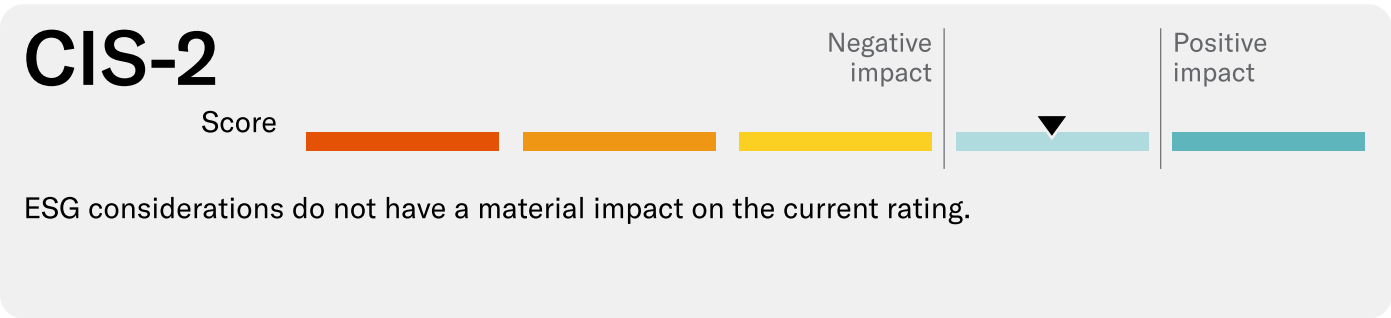 CIS-2
Negative
impact
Positive
impact
Score
ESG considerations do not have a material impact on the current rating.